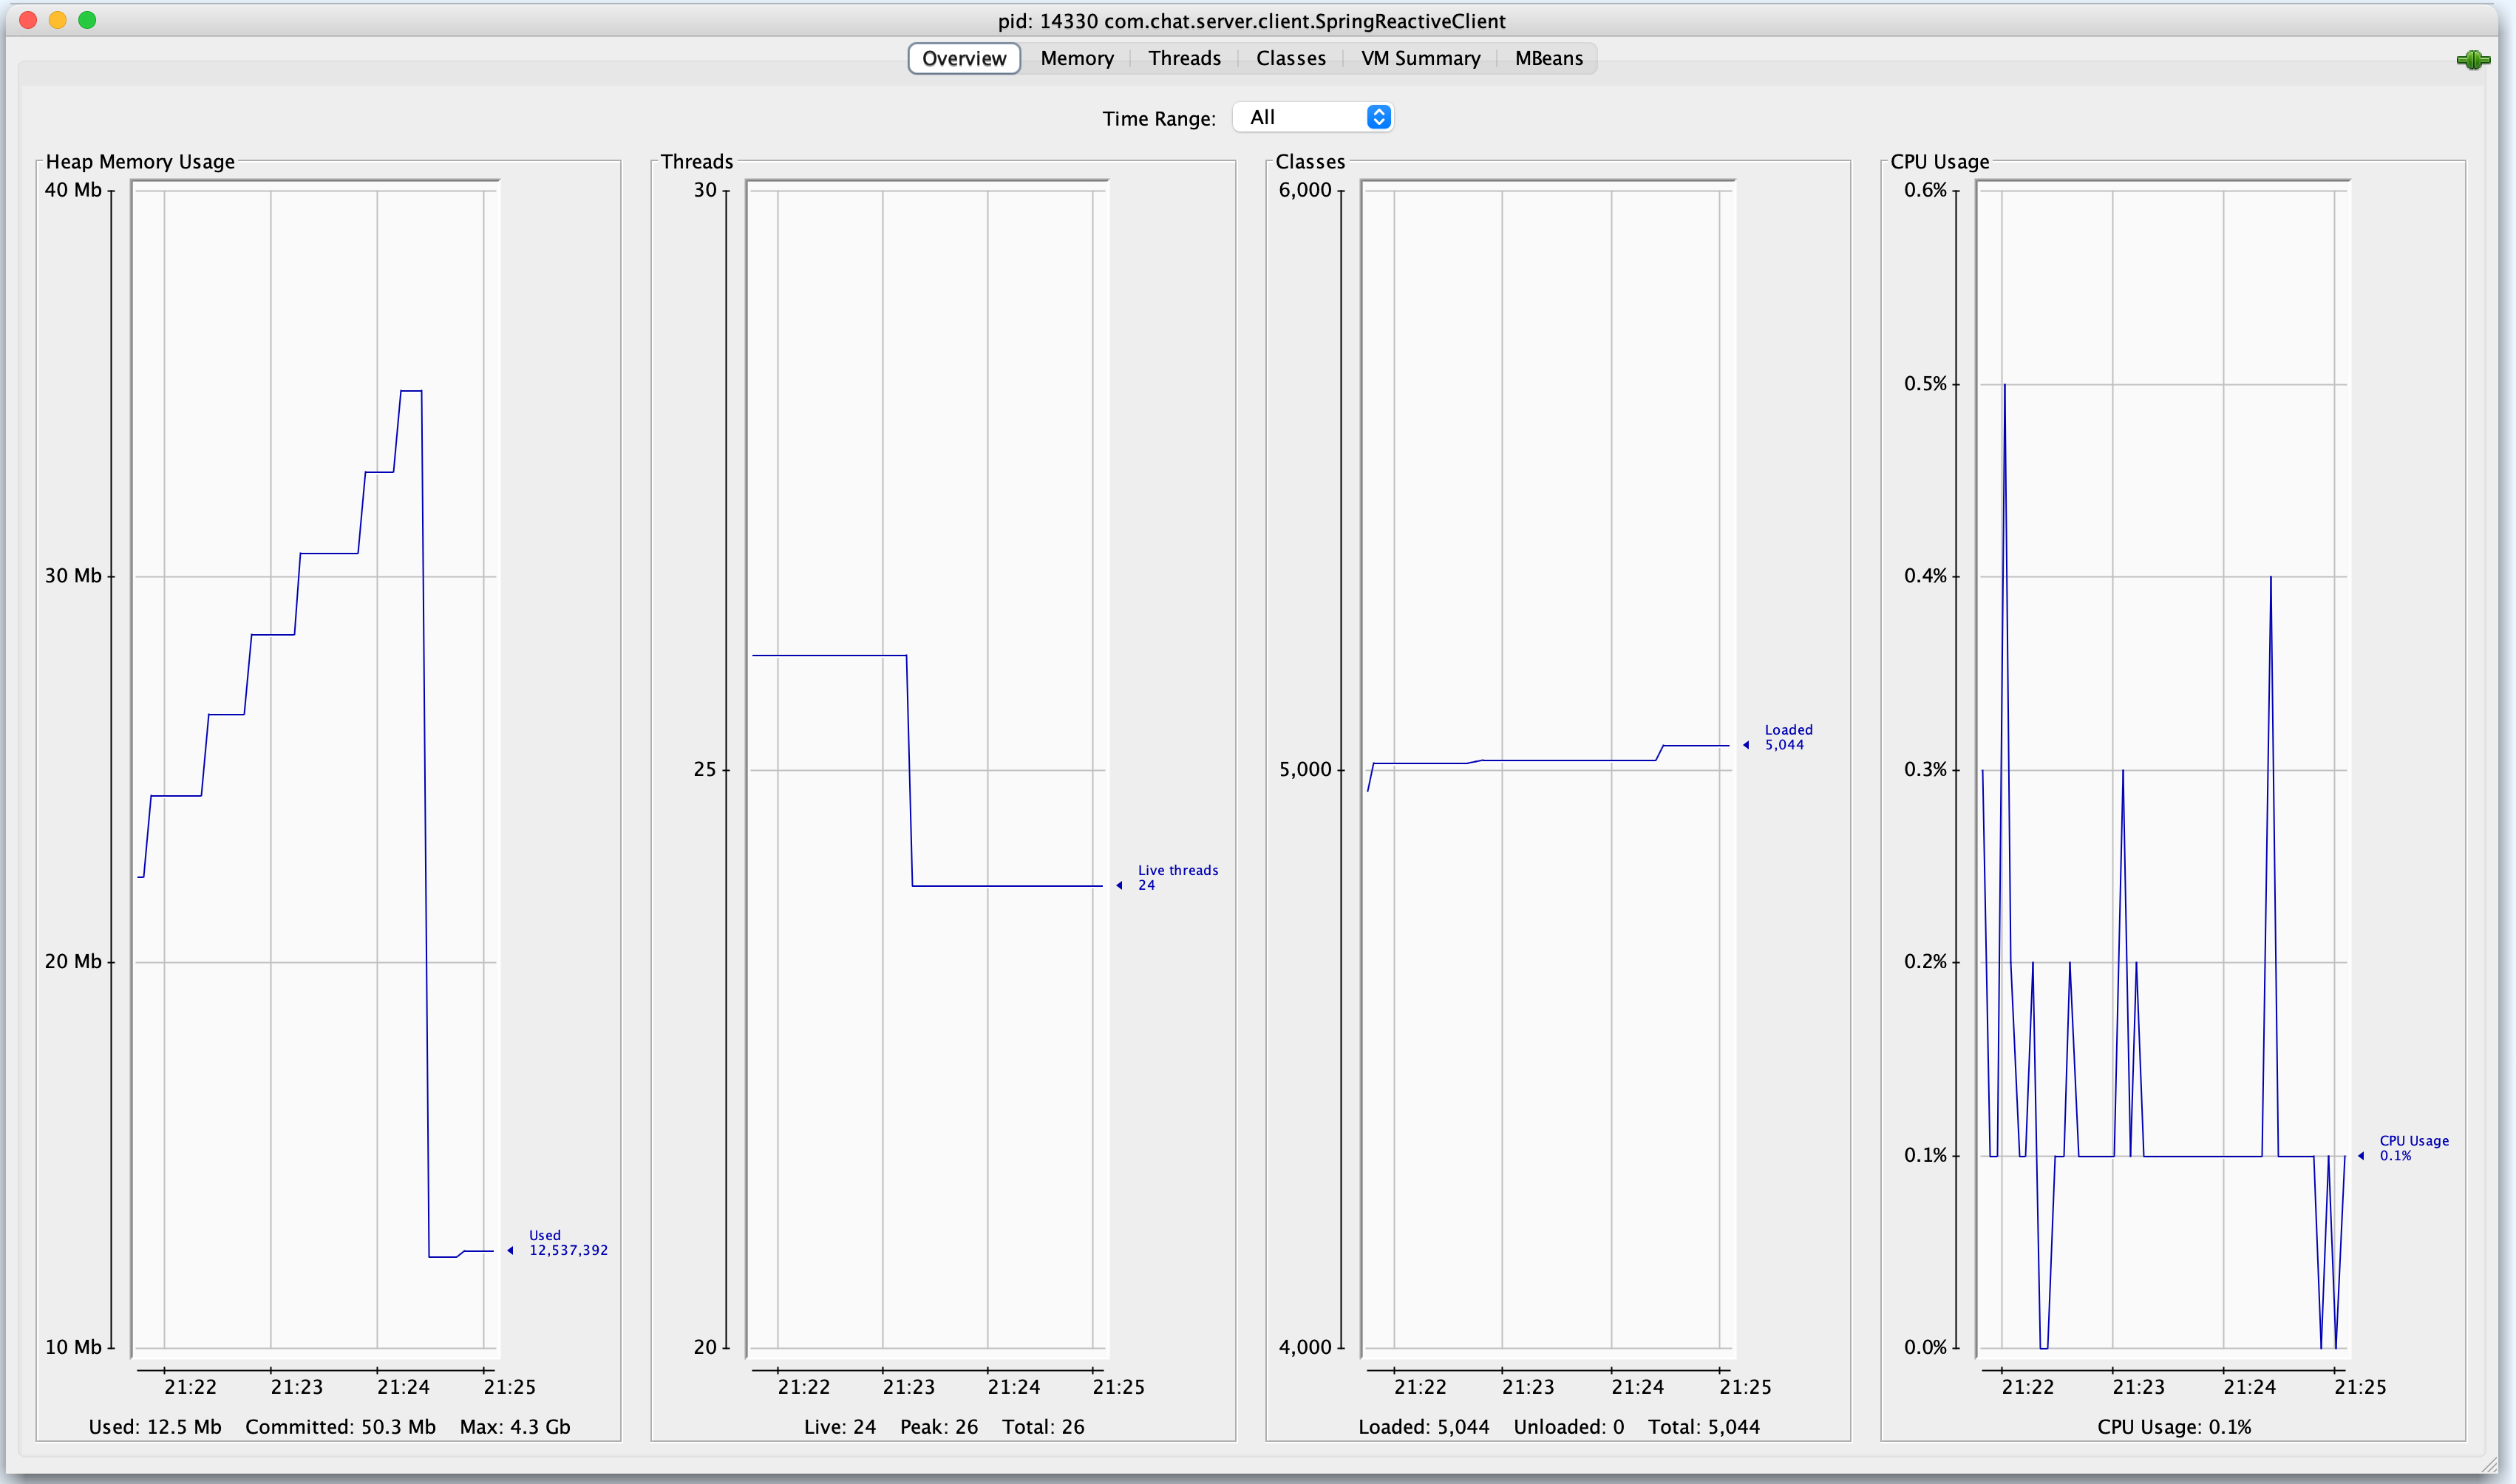 pid: 14330 com.chat.server.client.SpringReactiveClient
Overview Memory Threads Classes VM Summary MBeans
Time Range: All
Heap Memory Usage
40 Mb
30 Mb
20 Mb
10 Mb
21:22 21:23 21:24 21:25
Used
12,537,392
Used: 12.5 Mb Committed: 50.3 Mb Max: 4.3 Gb
Threads
30
25
20
21:22 21:23 21:24 21:25
Live threads
24
Live: 24 Peak: 26 Total: 26
Classes
6,000
5,000
4,000
21:22 21:23 21:24 21:25
Loaded
5,044
Loaded: 5,044 Unloaded: 0 Total: 5,044
CPU Usage
0.6%
0.5%
0.4%
0.3%
0.2%
0.1%
0.0%
21:22 21:23 21:24 21:25
CPU Usage
0.1%
CPU Usage: 0.1%